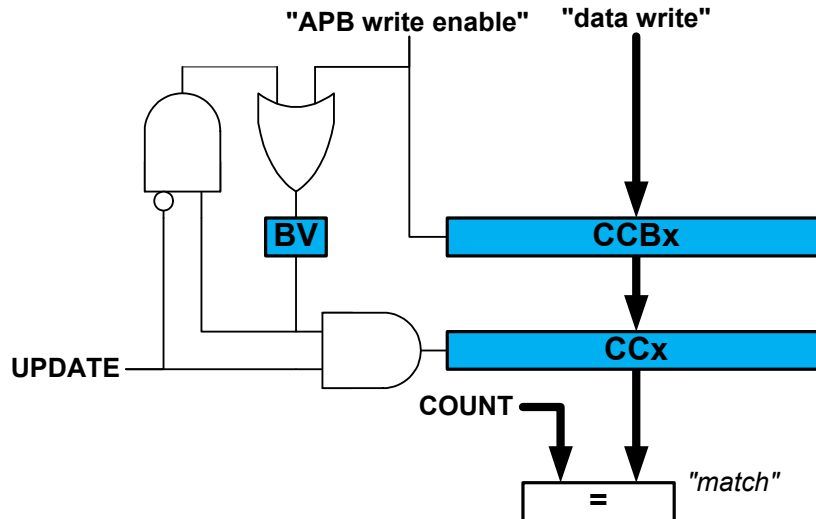 "APB write enable"
"data write"
BV
CCBx
CCx
UPDATE
COUNT
"match"
=